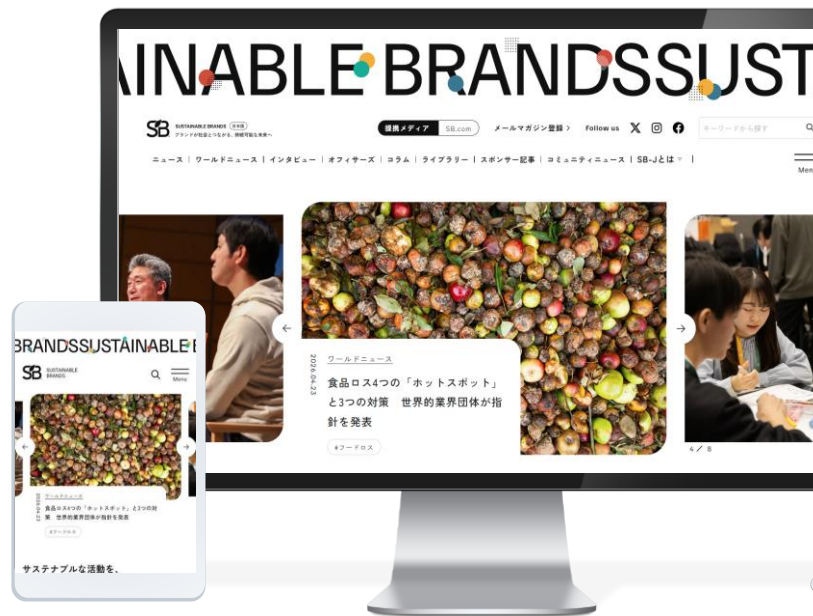 AINABLE BRANDSSUST
SB SUSTAINABLE BRANDS 日本版
ブランドが社会とつながる、持続可能な未来へ
提携メディア SB.com メールマガジン登録 Follow us キーワードから探す
ニュース | ワールドニュース | インタビュー | オフィサーズ | コラム | ライブラリー | スポンサー記事 | コミュニティニュース | SB-Jとは |
Men
ワールドニュース
2026.04.23
食品ロス4つの「ホットスポット」
と3つの対策 世界的業界団体が指
針を発表
#フードロス
4 / 8
BRANDSSUSTAINABLE B
SB SUSTAINABLE
BRANDS
Menu
ワールドニュース
2026.04.23
食品ロス4つの「ホットスポット」と3つの対
策 世界的業界団体が指針を発表
#フードロス
サステナブルな活動を、